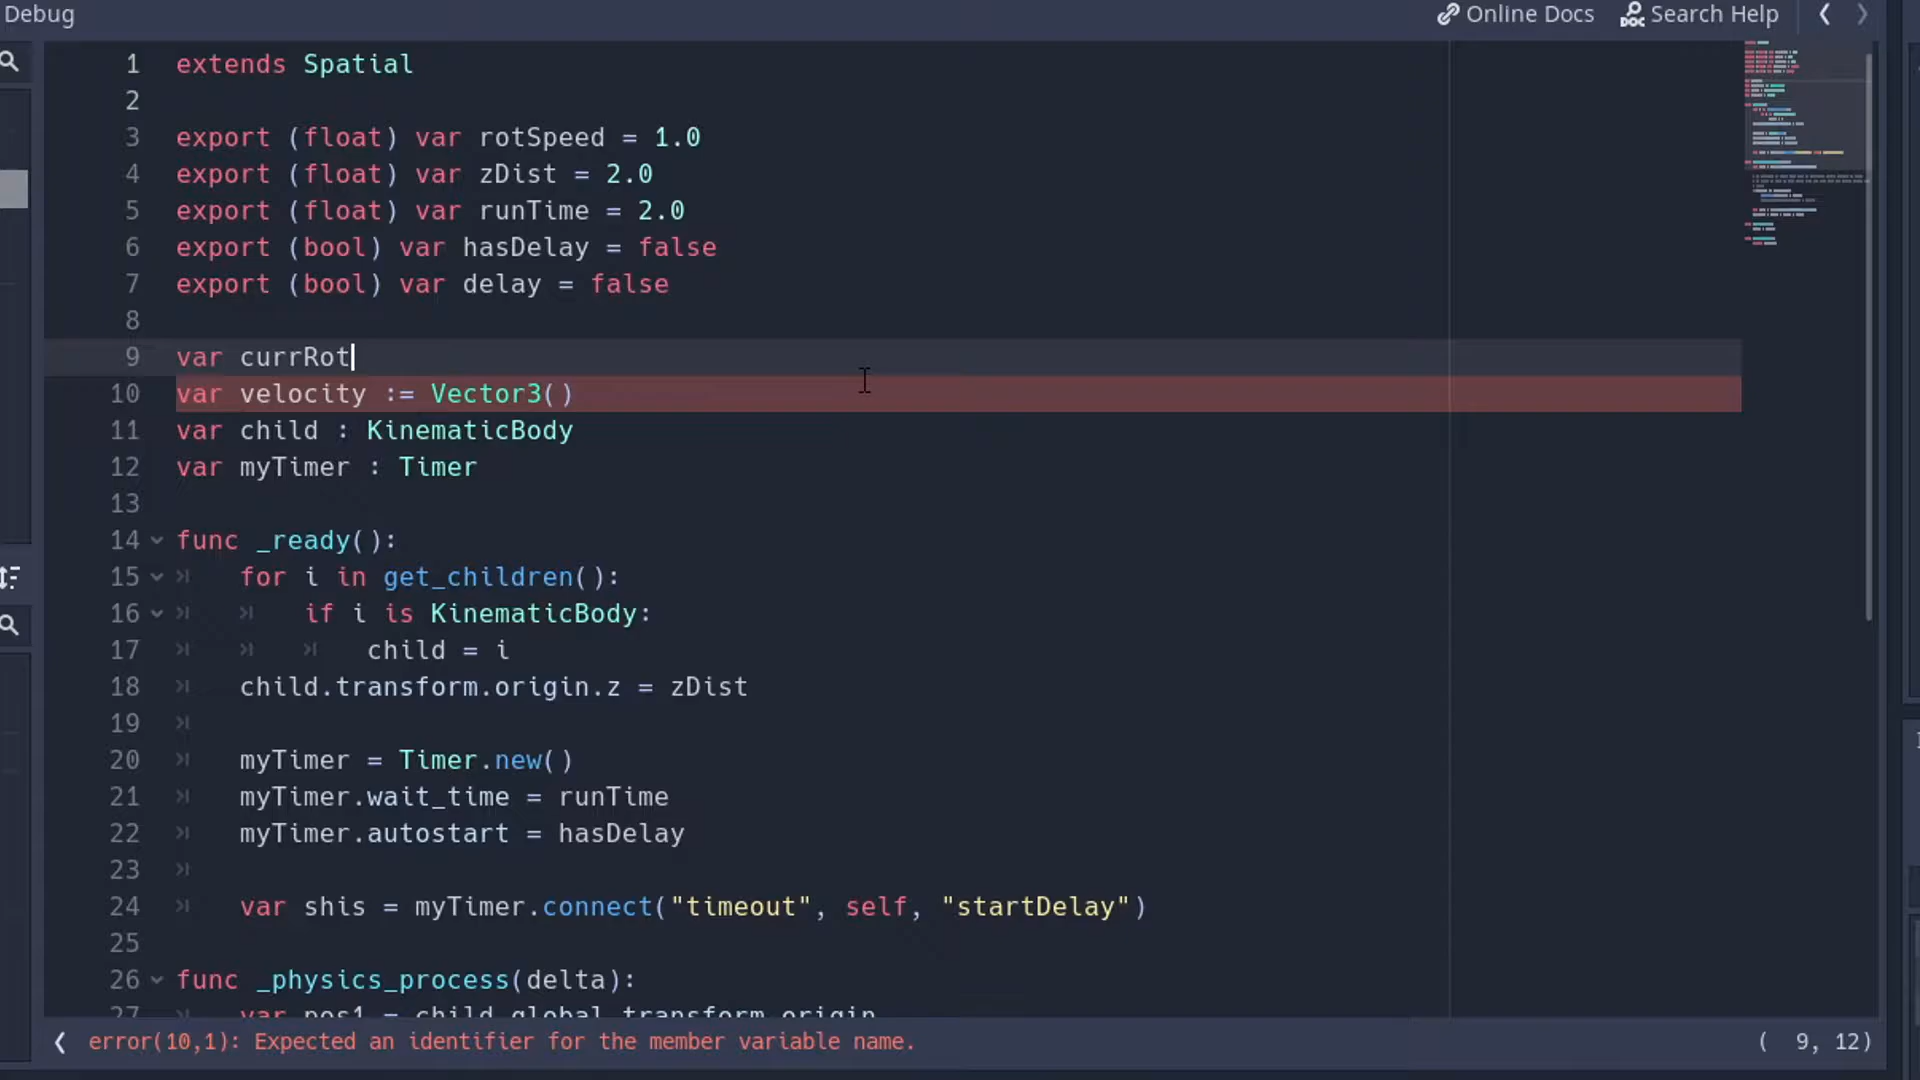 Debug
Online Docs
Search Help
1 extends Spatial
2
3 export (float) var rotSpeed = 1.0
4 export (float) var zDist = 2.0
5 export (float) var runTime = 2.0
6 export (bool) var hasDelay = false
7 export (bool) var delay = false
8
9 var currRot
10 var velocity := Vector3()
11 var child : KinematicBody
12 var myTimer : Timer
13
14 func _ready():
15 for i in get_children():
16 if i is KinematicBody:
17 child = i
18 child.transform.origin.z = zDist
19
20 myTimer = Timer.new()
21 myTimer.wait_time = runTime
22 myTimer.autostart = hasDelay
23
24 var shis = myTimer.connect("timeout", self, "startDelay")
25
26 func _physics_process(delta):
27 var pos1 = child.global_transform.origin
error(10,1): Expected an identifier for the member variable name.
( 9, 12)